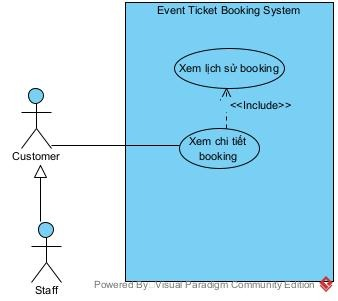 Event Ticket Booking System
Xem lịch sử booking
<<Include>>
Xem chi tiết
booking
Customer
Staff
Powered By Visual Paradigm Community Edition